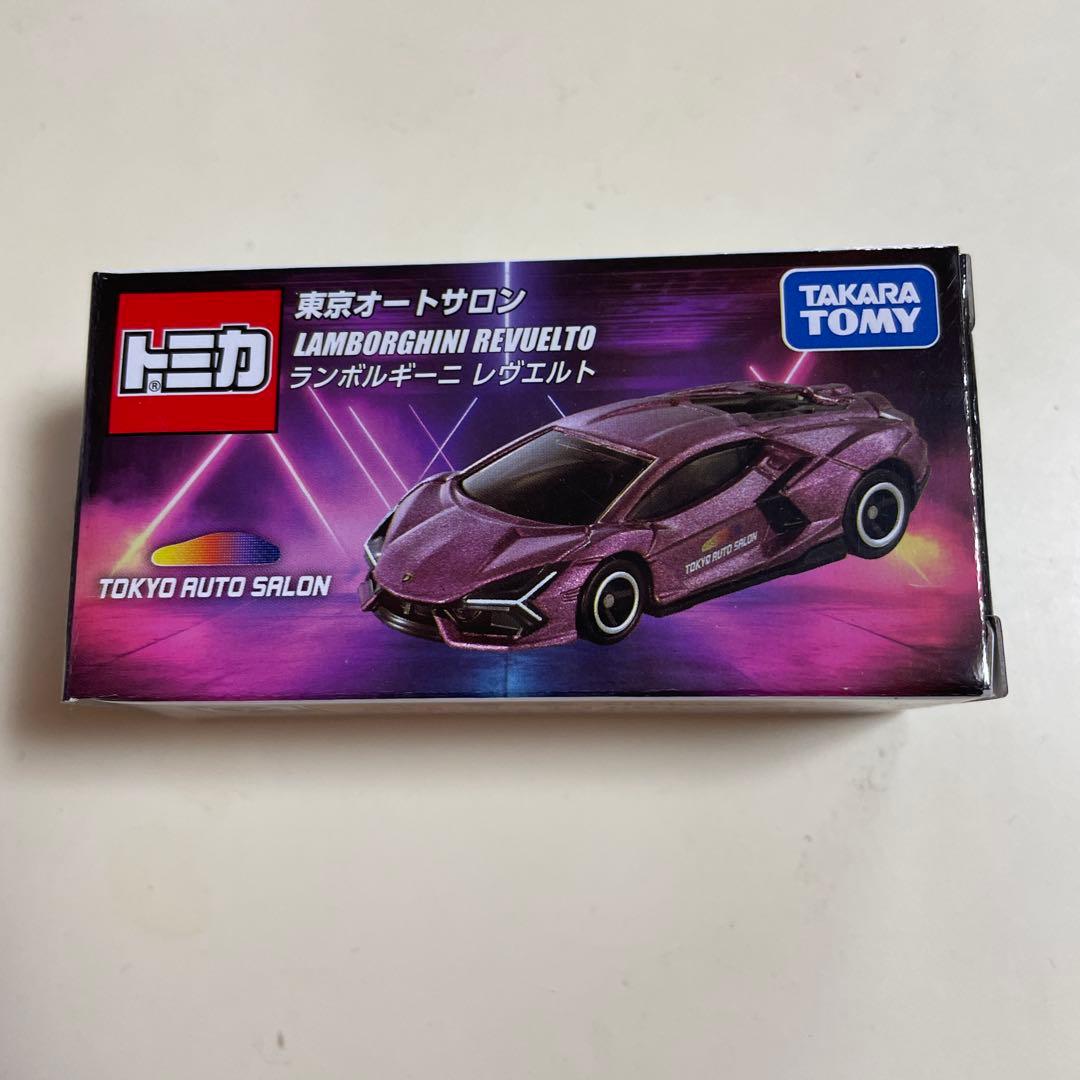 トミカ®
東京オートサロン
LAMBORGHINI REVUELTO
ランボルギーニ レヴエルト
TAKARA
TOMY
TOKYO AUTO SALON
TOKYO AUTO SALON